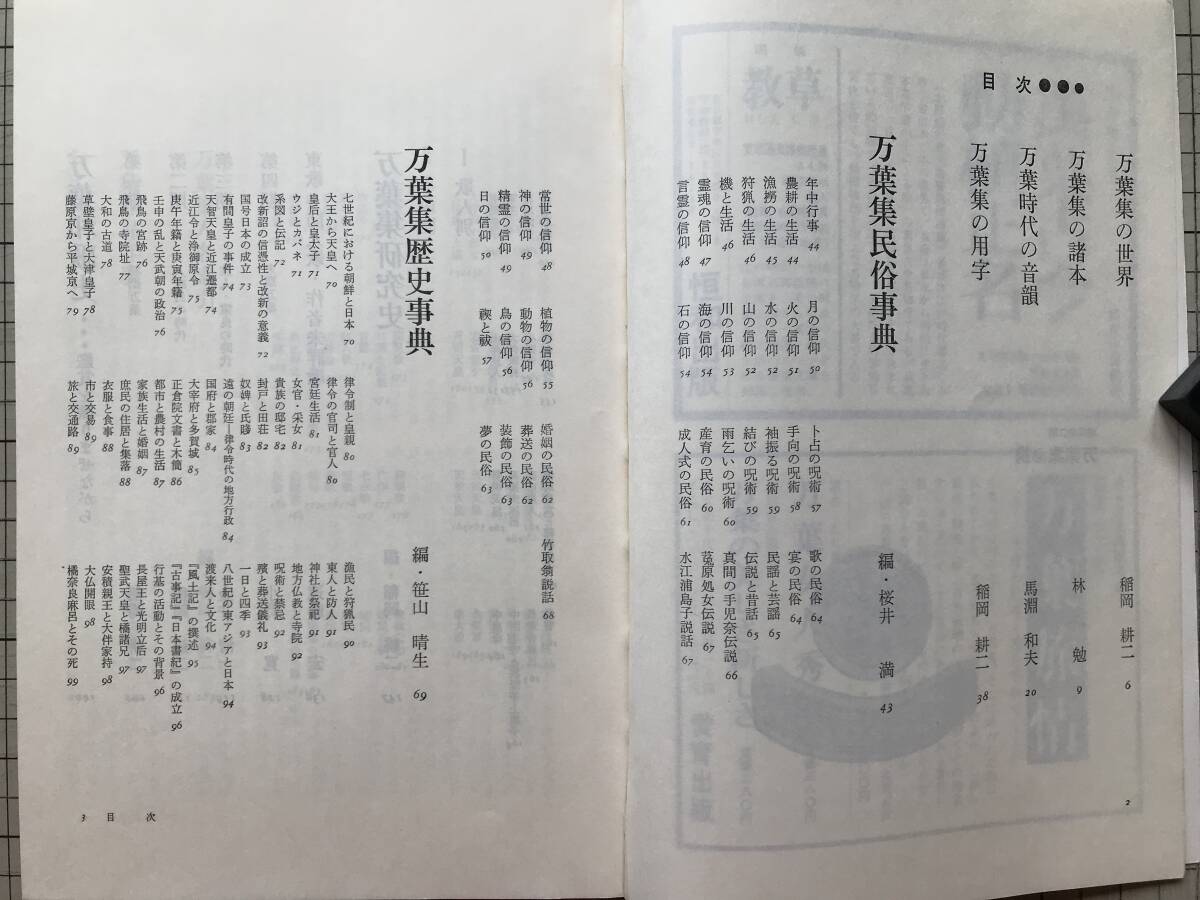 目次●●●
万葉集の世界 稲岡 耕二 6
万葉集の諸本 林 勉 9
万葉時代の音韻 馬淵 和夫 20
万葉集の用字 稲岡 耕二 38
万葉集民俗事典 編・桜井 満 43
年中行事 44
農耕の生活 44
漁撈の生活 45
狩猟の生活 46
機と生活 46
霊魂の信仰 47
言霊の信仰 48
月の信仰 50
火の信仰 51
水の信仰 52
山の信仰 52
川の信仰 53
海の信仰 54
石の信仰 54
卜占の呪術 57
手向の呪術 58
袖振る呪術 59
結びの呪術 59
雨乞いの呪術 60
産育の民俗 60
成人式の民俗 61
歌の民俗 64
宴の民俗 64
民謡と芸謡 65
伝説と昔話 65
真間の手児奈伝説 66
菟原処女伝説 67
水江浦島子説話 67
2
常世の信仰 48
神の信仰 49
精霊の信仰 49
日の信仰 50
植物の信仰 55
動物の信仰 56
鳥の信仰 56
禊と祓 57
婚姻の民俗 62
葬送の民俗 62
装飾の民俗 63
夢の民俗 63
竹取翁説話 68
万葉集歴史事典 編・笹山 晴生 69
七世紀における朝鮮と日本 70
大王から天皇へ 70
皇后と皇太子 71
ウジとカバネ 71
系図と伝記 72
改新詔の信憑性と改新の意義 72
国号日本の成立 73
有間皇子の事件 74
天智天皇と近江遷都 74
近江令と浄御原令 75
庚午年籍と庚寅年籍 75
壬申の乱と天武朝の政治 76
飛鳥の宮跡 76
飛鳥の寺院址 77
大和の古道 78
草壁皇子と大津皇子 78
藤原京から平城京へ 79
律令制と皇親 80
律令の官司と官人 80
宮廷生活 81
女官・采女 81
貴族の邸宅 82
封戸と田荘 82
奴婢と氏賤 83
遠の朝廷―律令時代の地方行政 84
国府と郡家 84
大宰府と多賀城 85
正倉院文書と木簡 86
都市と農村の生活 87
家族生活と婚姻 87
庶民の住居と集落 88
衣服と食事 88
市と交易 89
旅と交通路 89
漁民と狩猟民 90
東人と防人 91
神社と祭祀 91
地方仏教と寺院 92
呪術と禁忌 92
殯と葬送儀礼 93
一日と四季 93
八世紀の東アジアと日本 94
渡来人と文化 94
『風土記』の撰述 95
『古事記』『日本書紀』の成立 96
行基の活動とその背景 96
長屋王と光明立后 97
聖武天皇と橘諸兄 97
安積親王と大伴家持 98
大仏開眼 98
橘奈良麻呂とその死 99
3 目 次